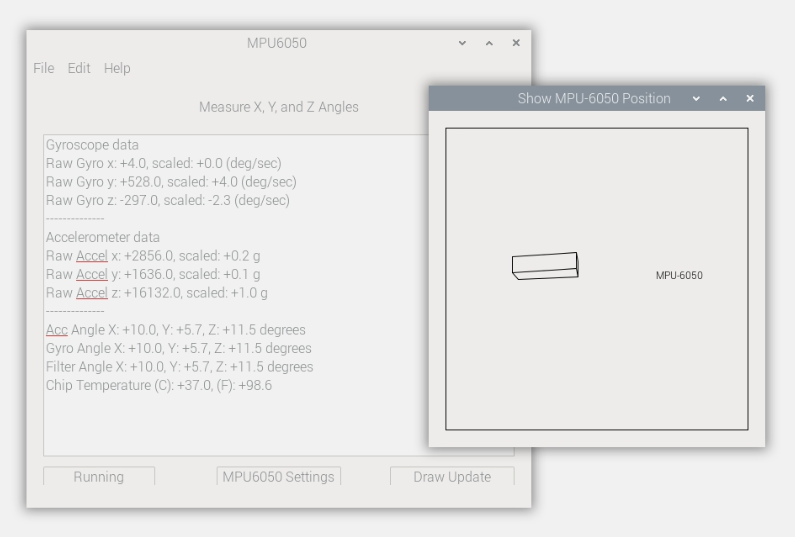 MPU6050
File Edit Help
Measure X, Y, and Z Angles
Gyroscope data
Raw Gyro x: +4.0, scaled: +0.0 (deg/sec)
Raw Gyro y: +528.0, scaled: +4.0 (deg/sec)
Raw Gyro z: -297.0, scaled: -2.3 (deg/sec)
--------------
Accelerometer data
Raw Accel x: +2856.0, scaled: +0.2 g
Raw Accel y: +1636.0, scaled: +0.1 g
Raw Accel z: +16132.0, scaled: +1.0 g
--------------
Acc Angle X: +10.0, Y: +5.7, Z: +11.5 degrees
Gyro Angle X: +10.0, Y: +5.7, Z: +11.5 degrees
Filter Angle X: +10.0, Y: +5.7, Z: +11.5 degrees
Chip Temperature (C): +37.0, (F): +98.6
Running MPU6050 Settings Draw Update
Show MPU-6050 Position
MPU-6050